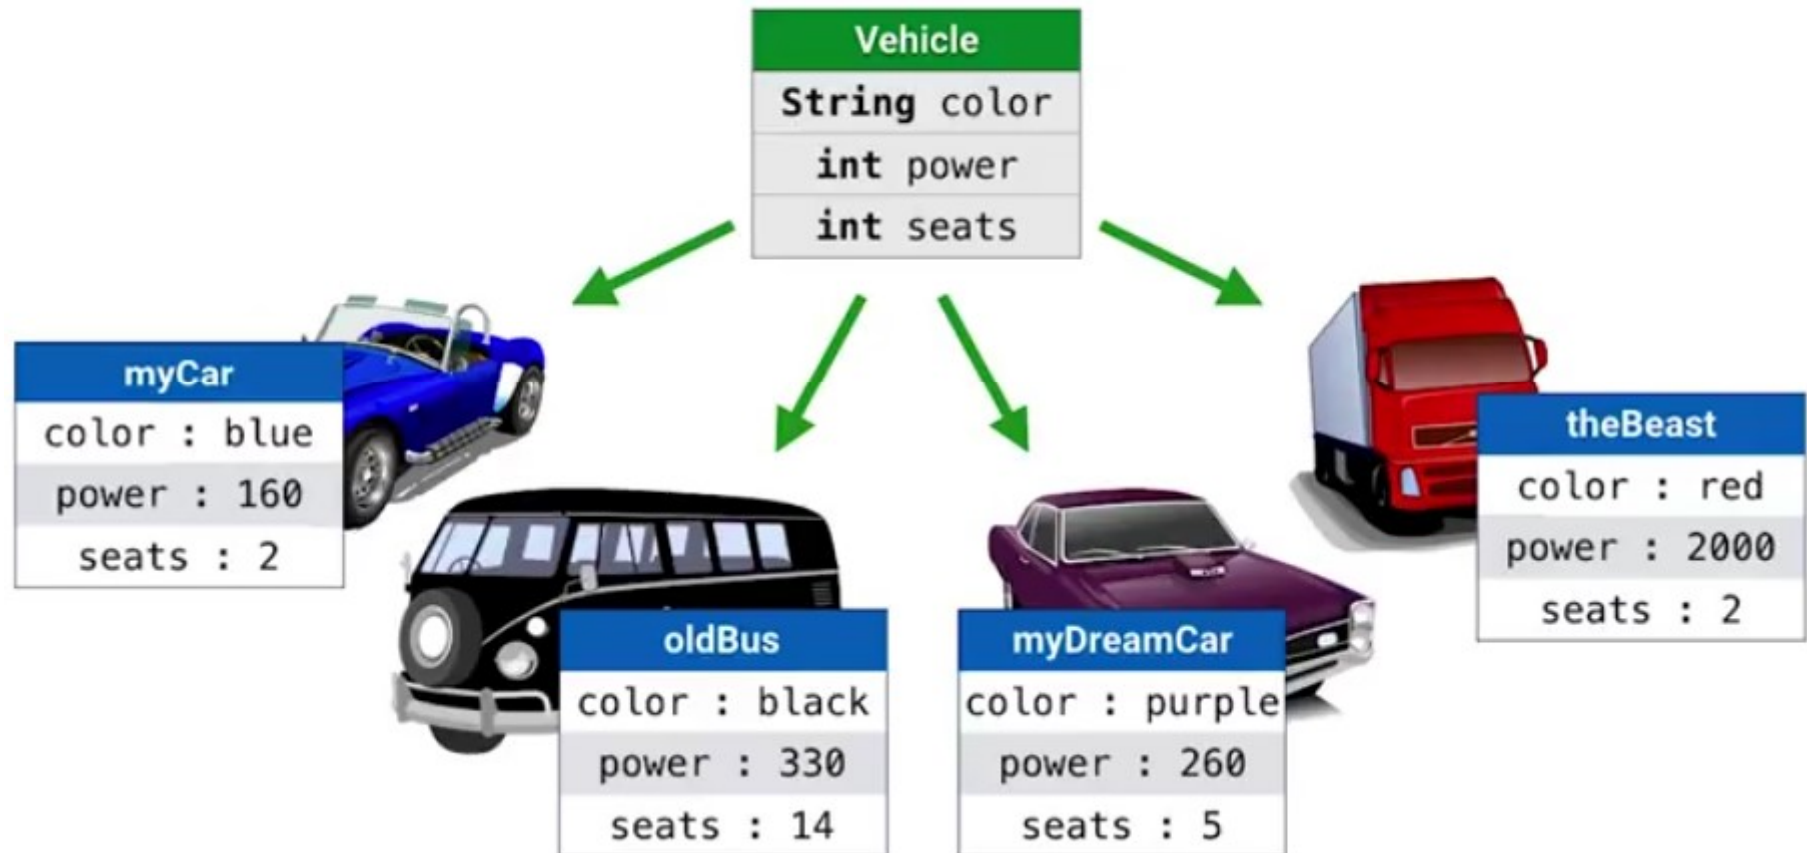 Vehicle
String color
int power
int seats
myCar
color : blue
power : 160
seats : 2
oldBus
color : black
power : 330
seats : 14
myDreamCar
color : purple
power : 260
seats : 5
theBeast
color : red
power : 2000
seats : 2